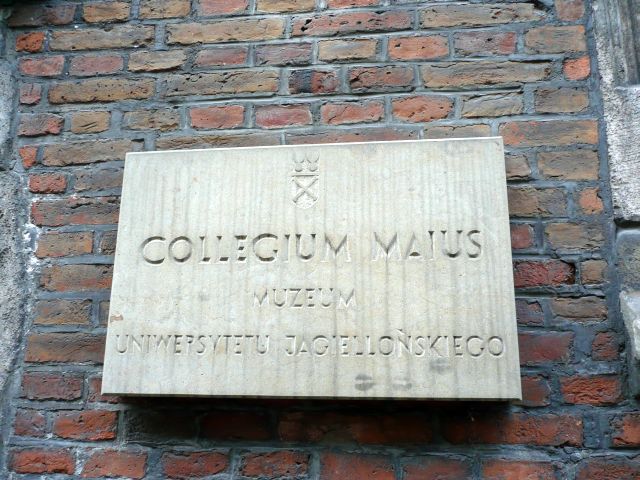 COLLEGIUM MAIUS
MUZEUM
UNIWERSYTETU JAGIELLOŃSKIEGO